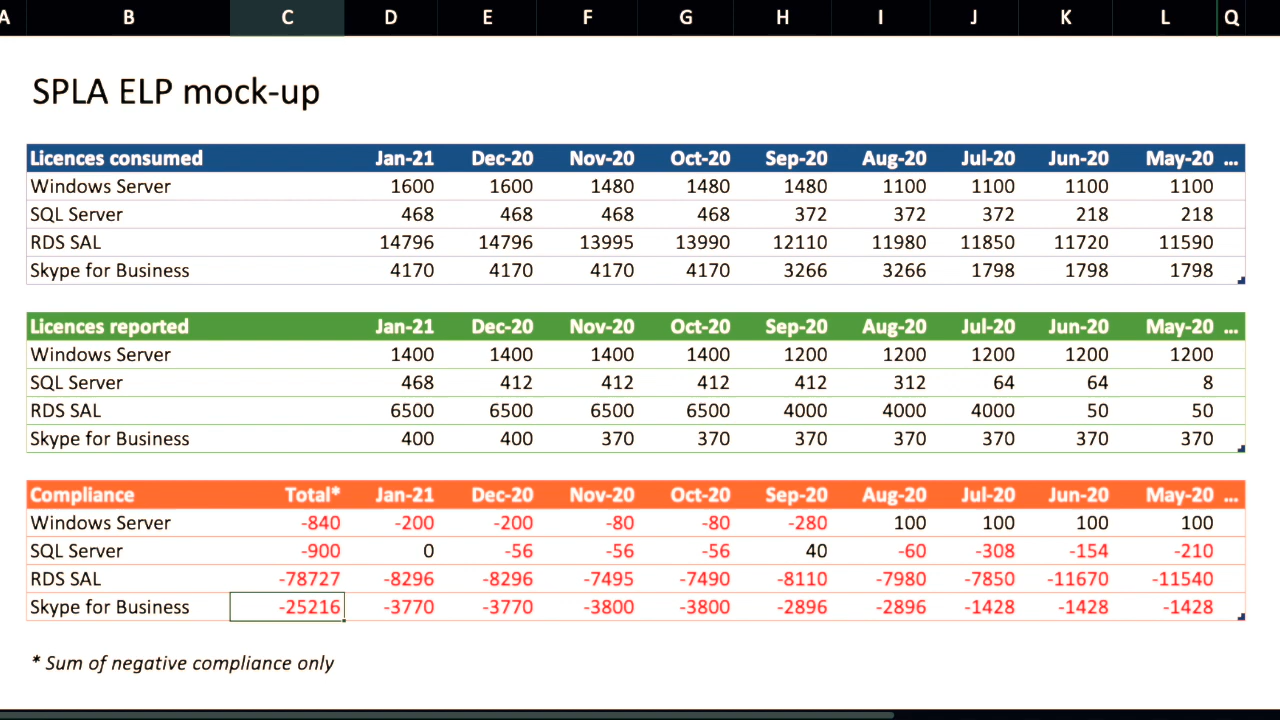 A B C D E F G H I J K L Q
SPLA ELP mock-up
Licences consumed Jan-21 Dec-20 Nov-20 Oct-20 Sep-20 Aug-20 Jul-20 Jun-20 May-20 ...
Windows Server 1600 1600 1480 1480 1480 1100 1100 1100 1100
SQL Server 468 468 468 468 372 372 372 218 218
RDS SAL 14796 14796 13995 13990 12110 11980 11850 11720 11590
Skype for Business 4170 4170 4170 4170 3266 3266 1798 1798 1798
Licences reported Jan-21 Dec-20 Nov-20 Oct-20 Sep-20 Aug-20 Jul-20 Jun-20 May-20 ...
Windows Server 1400 1400 1400 1400 1200 1200 1200 1200 1200
SQL Server 468 412 412 412 412 312 64 64 8
RDS SAL 6500 6500 6500 6500 4000 4000 4000 50 50
Skype for Business 400 400 370 370 370 370 370 370 370
Compliance Total* Jan-21 Dec-20 Nov-20 Oct-20 Sep-20 Aug-20 Jul-20 Jun-20 May-20 ...
Windows Server -840 -200 -200 -80 -80 -280 100 100 100 100
SQL Server -900 0 -56 -56 -56 40 -60 -308 -154 -210
RDS SAL -78727 -8296 -8296 -7495 -7490 -8110 -7980 -7850 -11670 -11540
Skype for Business -25216 -3770 -3770 -3800 -3800 -2896 -2896 -1428 -1428 -1428
* Sum of negative compliance only